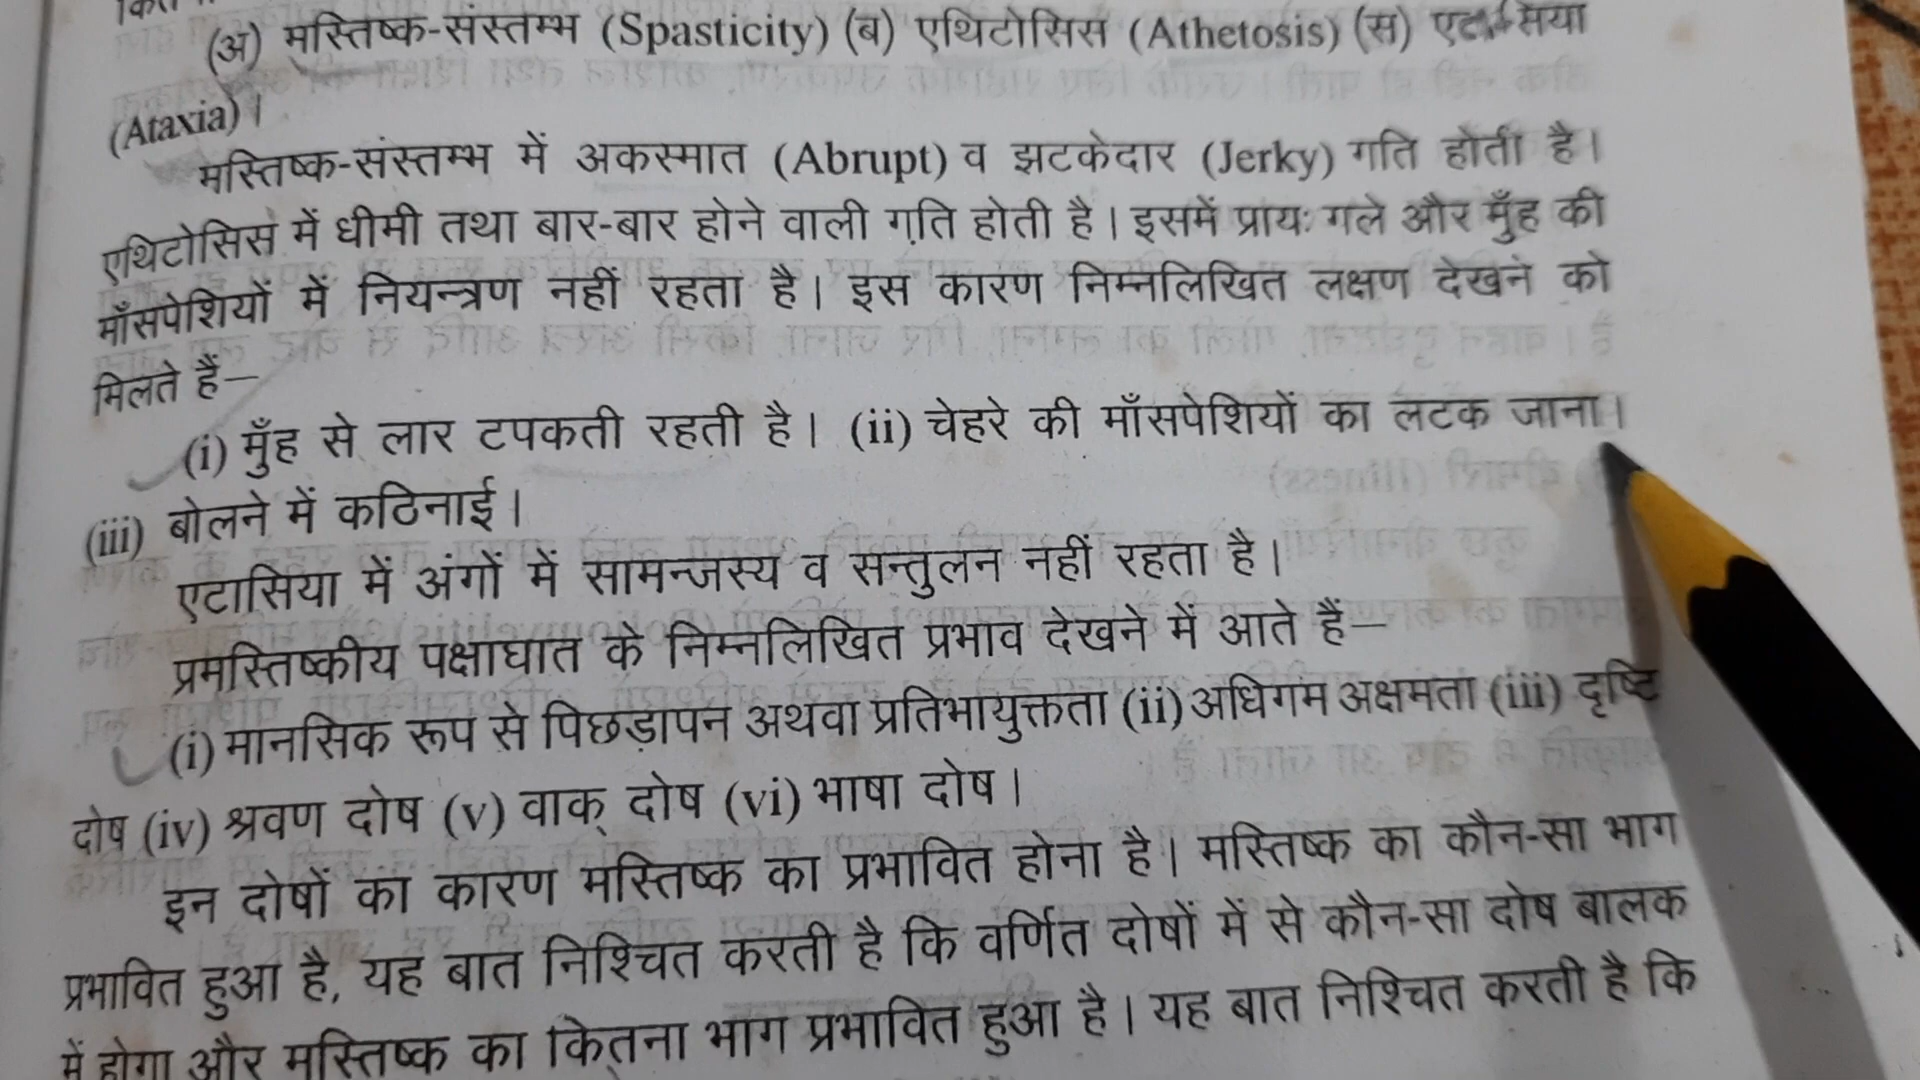 (अ) मस्तिष्क-संस्तम्भ (Spasticity) (ब) एथिटोसिस (Athetosis) (स)
(Ataxia) ।
मस्तिष्क-संस्तम्भ में अकस्मात (Abrupt) व झटकेदार (Jerky) गति होती है।
एथिटोसिस में धीमी तथा बार-बार होने वाली गति होती है। इसमें प्रायः गले और मुँह की
माँसपेशियों में नियन्त्रण नहीं रहता है। इस कारण निम्नलिखित लक्षण देखने को
मिलते हैं—
(i) मुँह से लार टपकती रहती है। (ii) चेहरे की माँसपेशियों का लटक जाना।
(iii) बोलने में कठिनाई।
एटासिया में अंगों में सामन्जस्य व सन्तुलन नहीं रहता है।
प्रमस्तिष्कीय पक्षाघात के निम्नलिखित प्रभाव देखने में आते हैं—
(i) मानसिक रूप से पिछड़ापन अथवा प्रतिभायुक्तता (ii) अधिगम अक्षमता (iii) दृष्टि
दोष (iv) श्रवण दोष (v) वाक् दोष (vi) भाषा दोष।
इन दोषों का कारण मस्तिष्क का प्रभावित होना है। मस्तिष्क का कौन-सा भाग
प्रभावित हुआ है, यह बात निश्चित करती है कि वर्णित दोषों में से कौन-सा दोष बालक
में होगा और मस्तिष्क का कितना भाग प्रभावित हुआ है। यह बात निश्चित करती है कि